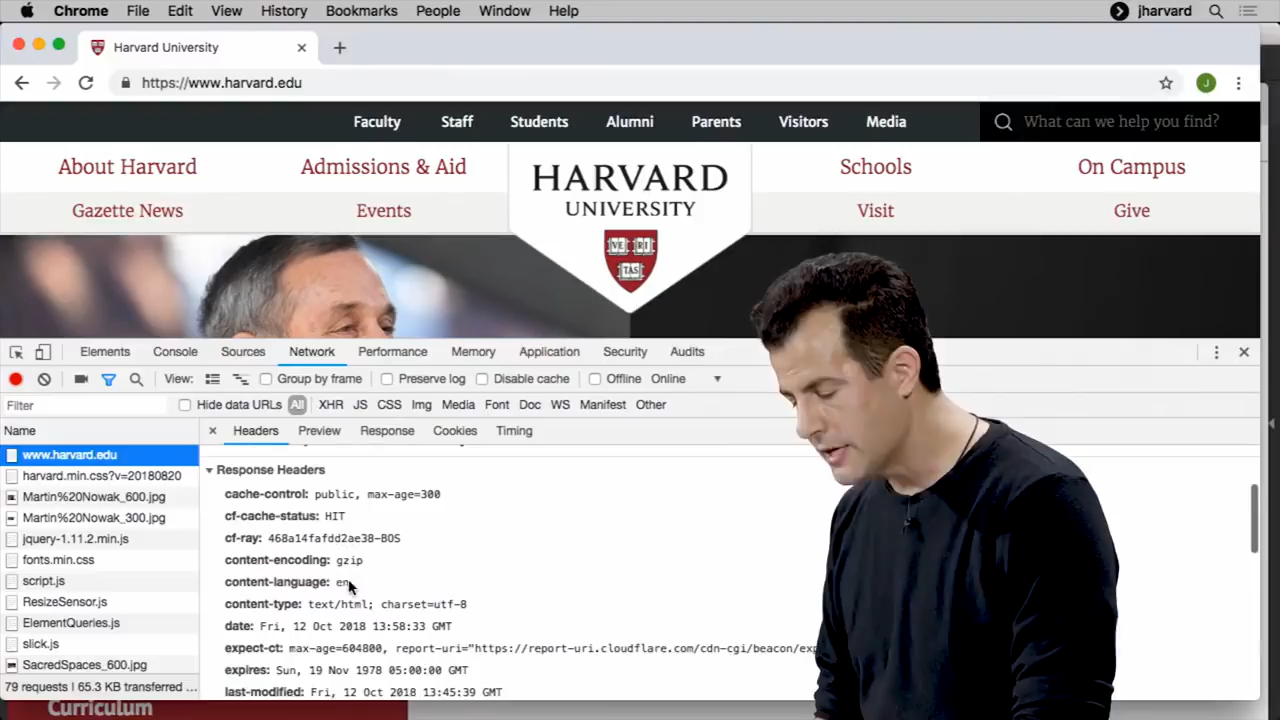 Chrome File Edit View History Bookmarks People Window Help jharvard
Harvard University
https://www.harvard.edu J
Faculty Staff Students Alumni Parents Visitors Media What can we help you find?
About Harvard Admissions & Aid Schools On Campus
Gazette News Events Visit Give
HARVARD
UNIVERSITY
VE RI
TAS
Elements Console Sources Network Performance Memory Application Security Audits
View: Group by frame Preserve log Disable cache Offline Online
Filter Hide data URLs All XHR JS CSS Img Media Font Doc WS Manifest Other
Name Headers Preview Response Cookies Timing
www.harvard.edu
harvard.min.css?v=20180820
Martin%20Nowak_600.jpg
Martin%20Nowak_300.jpg
jquery-1.11.2.min.js
fonts.min.css
script.js
ResizeSensor.js
ElementQueries.js
slick.js
SacredSpaces_600.jpg
79 requests | 65.3 KB transferred ...
Response Headers
cache-control: public, max-age=300
cf-cache-status: HIT
cf-ray: 468a14fafdd2ae38-BOS
content-encoding: gzip
content-language: en
content-type: text/html; charset=utf-8
date: Fri, 12 Oct 2018 13:58:33 GMT
expect-ct: max-age=604800, report-uri="https://report-uri.cloudflare.com/cdn-cgi/beacon/exp
expires: Sun, 19 Nov 1978 05:00:00 GMT
last-modified: Fri, 12 Oct 2018 13:45:39 GMT
Curriculum